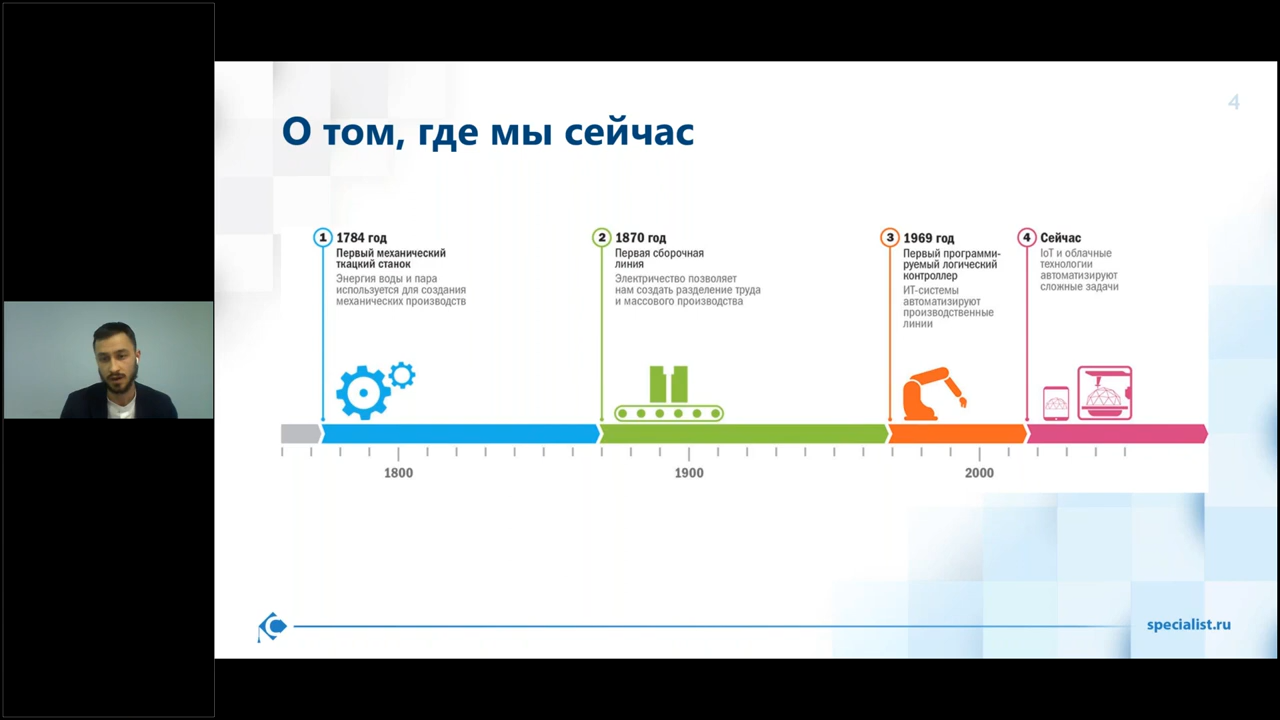 4
О том, где мы сейчас
1 1784 год
Первый механический
ткацкий станок
Энергия воды и пара
используется для создания
механических производств
2 1870 год
Первая сборочная
линия
Электричество позволяет
нам создать разделение труда
и массового производства
3 1969 год
Первый программи-
руемый логический
контроллер
ИТ-системы
автоматизируют
производственные
линии
4 Сейчас
IoT и облачные
технологии
автоматизируют
сложные задачи
1800
1900
2000
specialist.ru